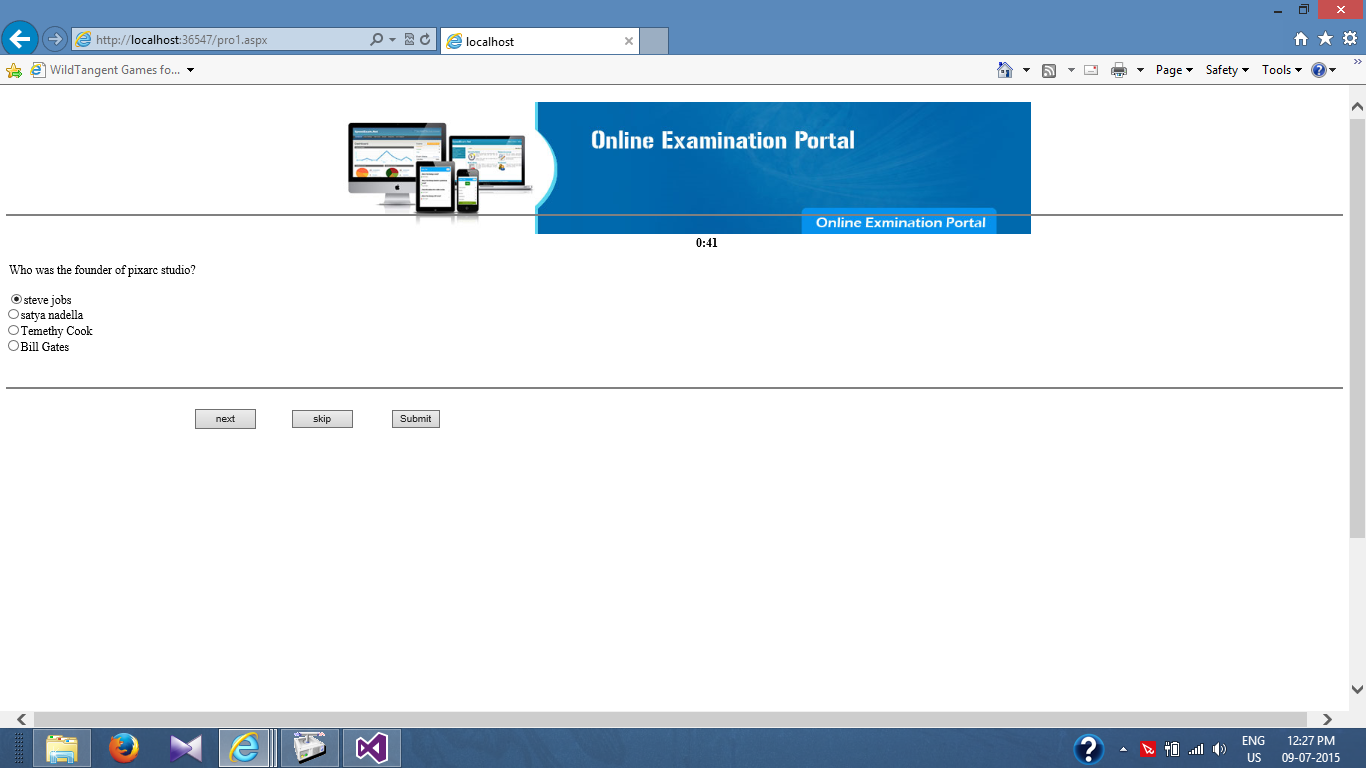 http://localhost:36547/pro1.aspx
localhost
WildTangent Games fo...
Page
Safety
Tools
Online Examination Portal
Online Exmination Portal
0:41
Who was the founder of pixarc studio?
steve jobs
satya nadella
Temethy Cook
Bill Gates
next
skip
Submit
ENG
US
12:27 PM
09-07-2015